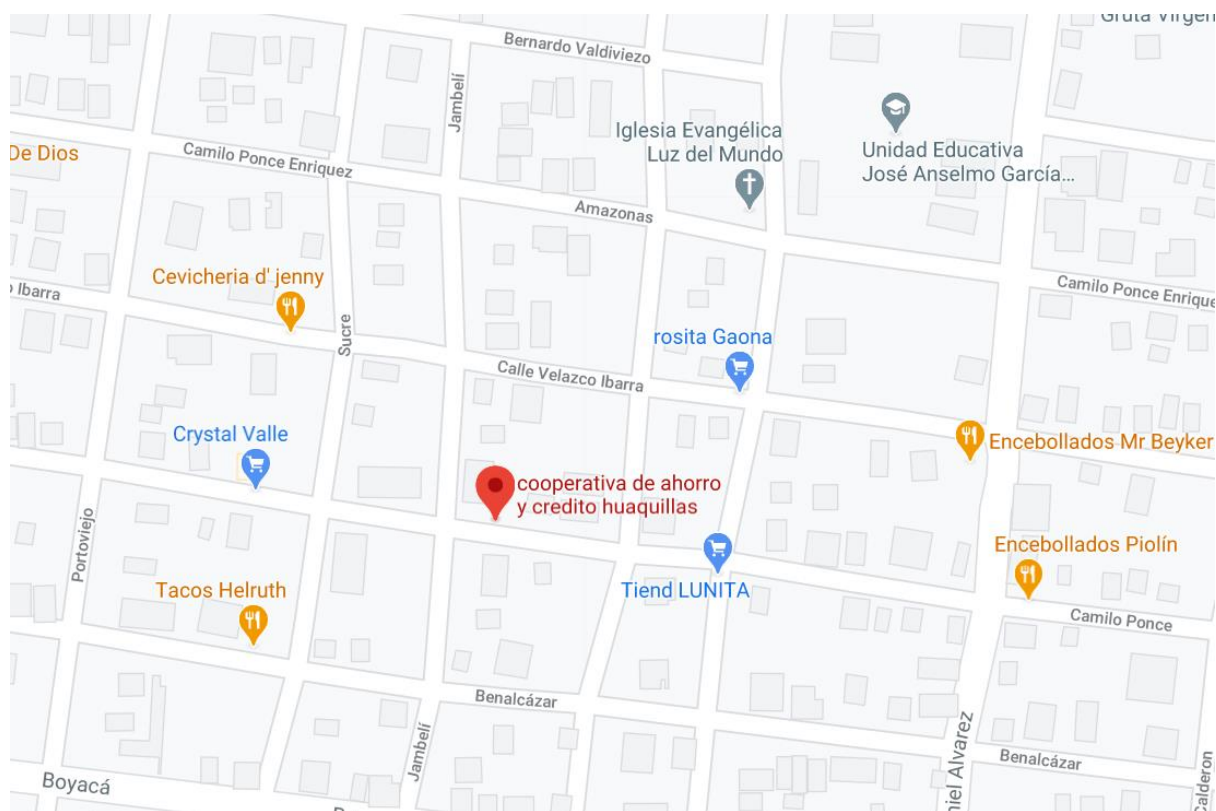 Gruta Virgen
Bernardo Valdiviezo
Jambelí
Iglesia Evangélica
Luz del Mundo
Unidad Educativa
José Anselmo García...
De Dios
Camilo Ponce Enriquez
Amazonas
Cevicheria d' jenny
Camilo Ponce Enrique
o Ibarra
Sucre
rosita Gaona
Calle Velazco Ibarra
Crystal Valle
Encebollados Mr Beyker
cooperativa de ahorro
y credito huaquillas
Portoviejo
Encebollados Piolín
Tacos Helruth
Tiend LUNITA
Camilo Ponce
Benalcázar
Jambelí
niel Alvarez
Benalcázar
Boyacá
Calderon